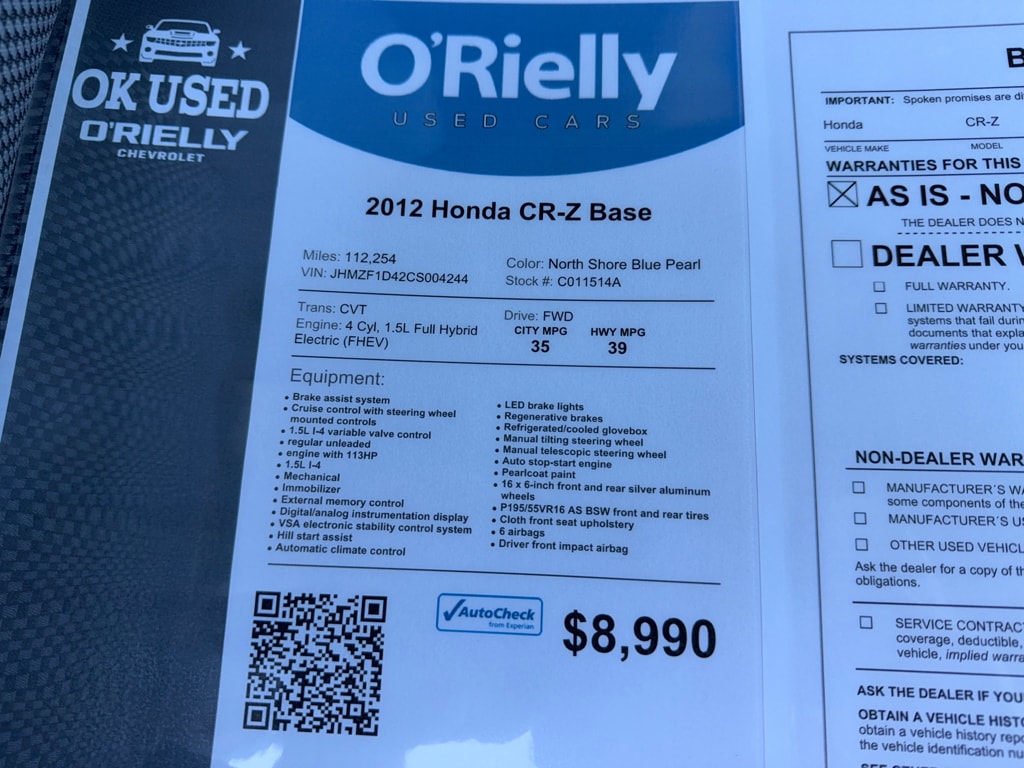 OK USED
O'RIELLY
CHEVROLET
O'Rielly
USED CARS
2012 Honda CR-Z Base
Miles: 112,254
VIN: JHMZF1D42CS004244
Color: North Shore Blue Pearl
Stock #: C011514A
Trans: CVT
Engine: 4 Cyl, 1.5L Full Hybrid
Electric (FHEV)
Drive: FWD
CITY MPG HWY MPG
35 39
Equipment:
• Brake assist system
• Cruise control with steering wheel
mounted controls
• 1.5L I-4 variable valve control
• regular unleaded
• engine with 113HP
• 1.5L I-4
• Mechanical
• Immobilizer
• External memory control
• Digital/analog instrumentation display
• VSA electronic stability control system
• Hill start assist
• Automatic climate control
• LED brake lights
• Regenerative brakes
• Refrigerated/cooled glovebox
• Manual tilting steering wheel
• Manual telescopic steering wheel
• Auto stop-start engine
• Pearlcoat paint
• 16 x 6-inch front and rear silver aluminum
wheels
• P195/55VR16 AS BSW front and rear tires
• Cloth front seat upholstery
• 6 airbags
• Driver front impact airbag
AutoCheck
from Experian
$8,990
B
IMPORTANT: Spoken promises are di
Honda CR-Z
VEHICLE MAKE MODEL
WARRANTIES FOR THIS
AS IS - NO
THE DEALER DOES N
DEALER W
FULL WARRANTY.
LIMITED WARRANTY
systems that fail durin
documents that expla
warranties under you
SYSTEMS COVERED:
NON-DEALER WAR
MANUFACTURER'S WA
some components of the
MANUFACTURER'S US
OTHER USED VEHICL
Ask the dealer for a copy of th
obligations.
SERVICE CONTRACT
coverage, deductible,
vehicle, implied warra
ASK THE DEALER IF YOU
OBTAIN A VEHICLE HISTO
obtain a vehicle history repo
the vehicle identification nu